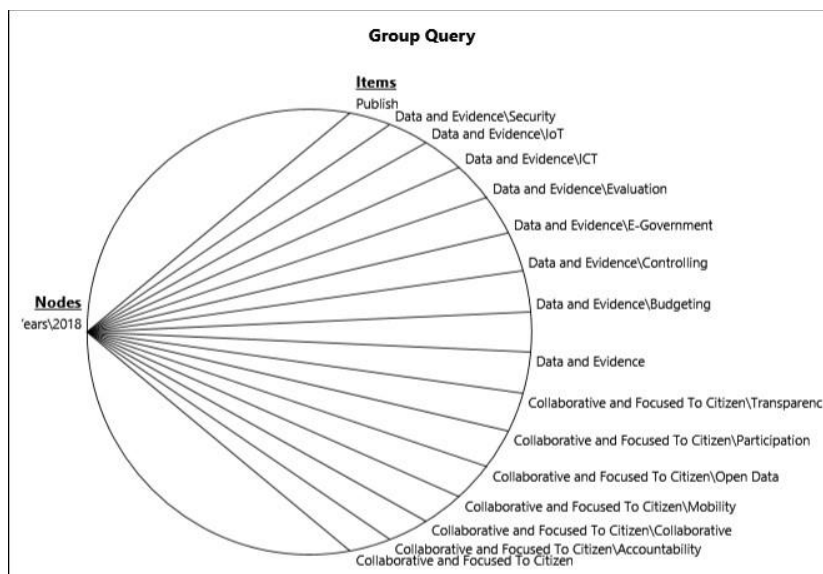 Group Query
Items
Publish
Data and Evidence\Security
Data and Evidence\IoT
Data and Evidence\ICT
Data and Evidence\Evaluation
Data and Evidence\E-Government
Data and Evidence\Controlling
Data and Evidence\Budgeting
Nodes
'ears\2018
Data and Evidence
Collaborative and Focused To Citizen\Transparenc
Collaborative and Focused To Citizen\Participation
Collaborative and Focused To Citizen\Open Data
Collaborative and Focused To Citizen\Mobility
Collaborative and Focused To Citizen\Collaborative
Collaborative and Focused To Citizen\Accountability
Collaborative and Focused To Citizen